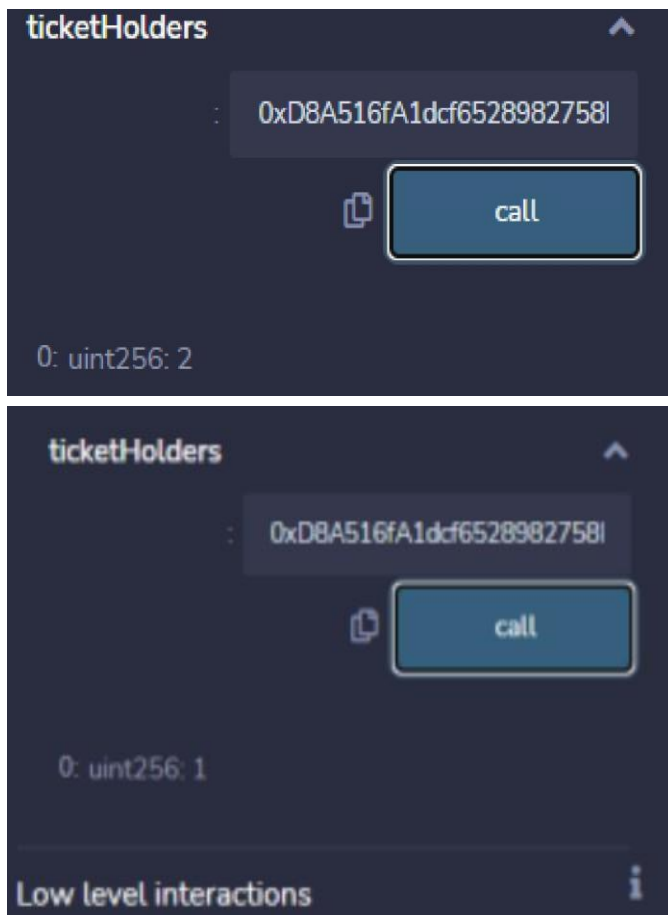 ticketHolders
:
0xD8A516fA1dcf6528982758
call
0: uint256: 2
ticketHolders
:
0xD8A516fA1dcf6528982758
call
0: uint256: 1
Low level interactions
i